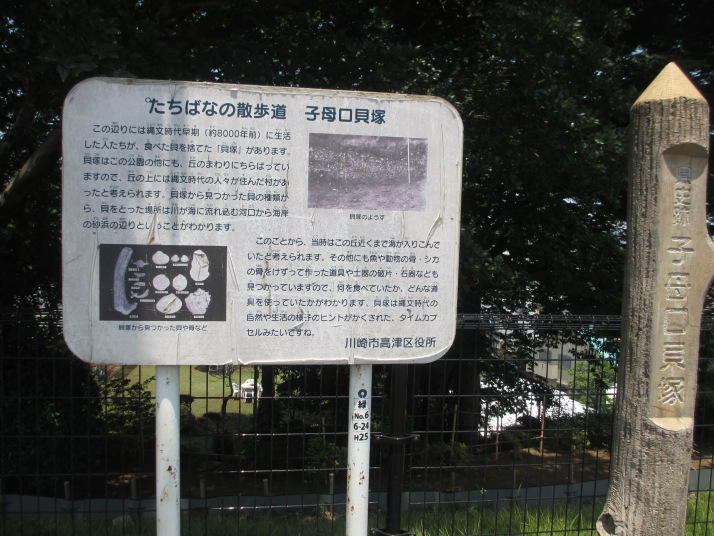 たちばなの散歩道　子母口貝塚
この辺りには縄文時代早期（約8000年前）に生活
した人たちが、食べた貝を捨てた「貝塚」があります。
貝塚はこの公園の他にも、丘のまわりにちらばってい
ますので、丘の上には縄文時代の人々が住んだ村があ
ったと考えられます。貝塚から見つかった貝の種類か
ら、貝をとった場所は川が海に流れ込む河口から海岸
の砂浜の辺りということがわかります。
貝塚のようす
貝塚から見つかった貝や骨など
このことから、当時はこの丘近くまで海が入りこんで
いたと考えられます。その他にも魚や動物の骨・シカ
の骨をけずって作った道具や土器の破片・石器なども
見つかっていますので、何を食べていたか、どんな道
具を使っていたかがわかります。貝塚は縄文時代の
自然や生活の様子のヒントがかくされた、タイムカプ
セルみたいですね。
川崎市高津区役所
緑
No.6
6-24
H25
県史跡 子母口貝塚